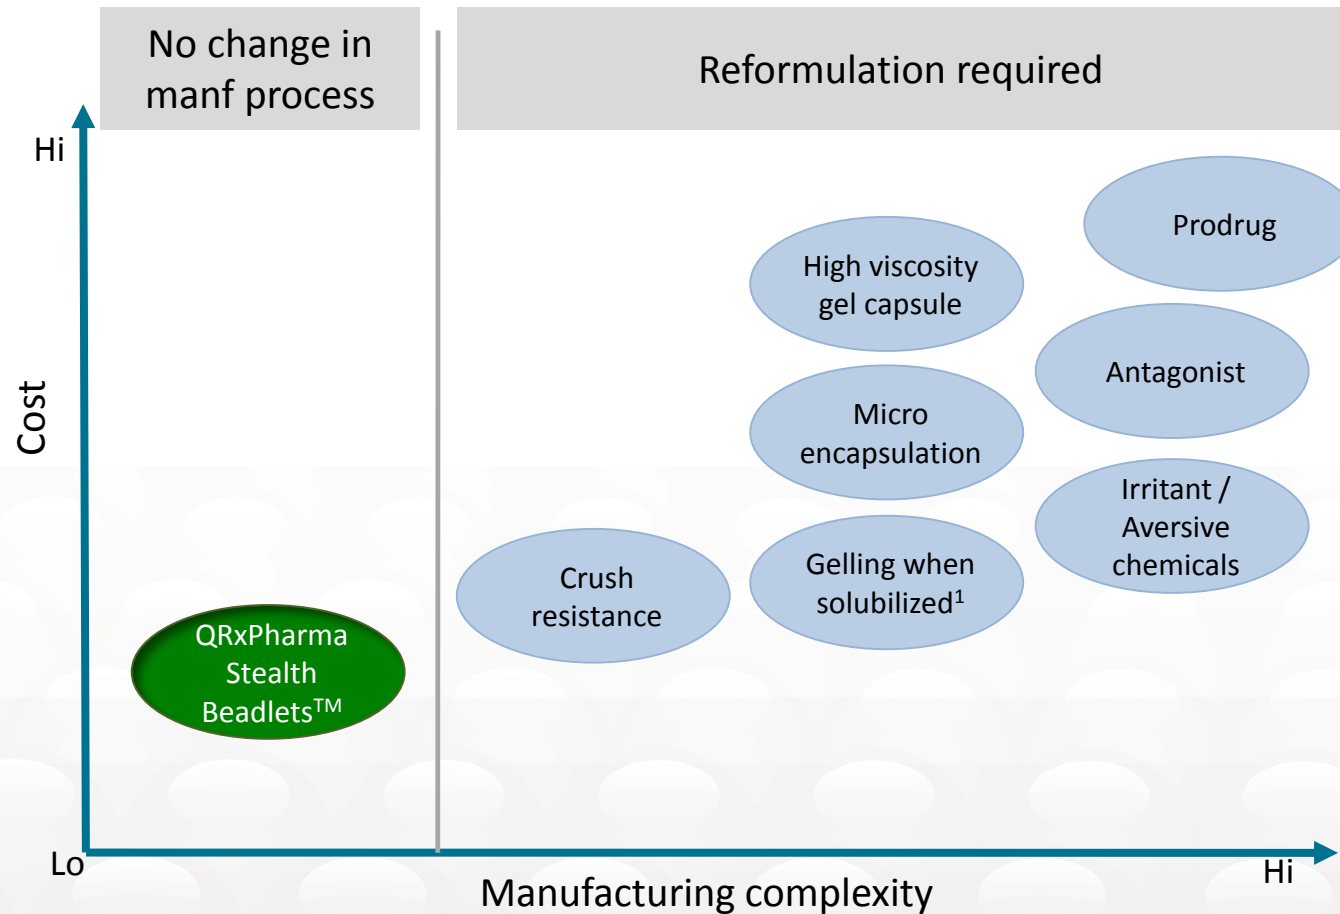 No change in
manf process
Reformulation required
Hi
Cost
Prodrug
High viscosity
gel capsule
Antagonist
Micro
encapsulation
Irritant /
Aversive
chemicals
Crush
resistance
Gelling when
solubilized¹
QRxPharma
Stealth
Beadlets™
Lo
Hi
Manufacturing complexity